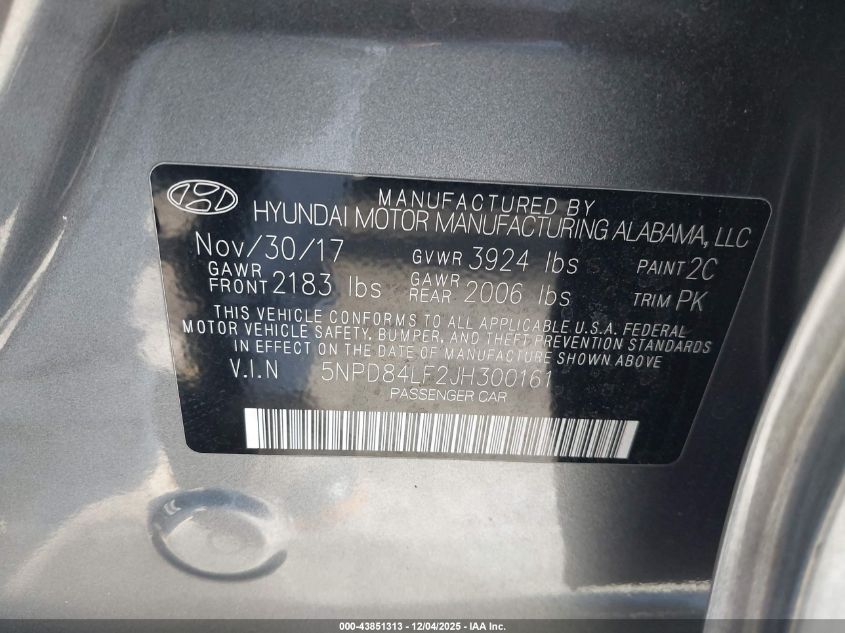 MANUFACTURED BY
HYUNDAI MOTOR MANUFACTURING ALABAMA, LLC
Nov/30/17 GVWR 3924 lbs PAINT 2C
GAWR FRONT 2183 lbs GAWR REAR 2006 lbs TRIM PK
THIS VEHICLE CONFORMS TO ALL APPLICABLE U.S.A. FEDERAL
MOTOR VEHICLE SAFETY, BUMPER, AND THEFT PREVENTION STANDARDS
IN EFFECT ON THE DATE OF MANUFACTURE SHOWN ABOVE
V.I.N 5NPD84LF2JH300161
PASSENGER CAR
000-43851313 - 12/04/2025 - IAA Inc.